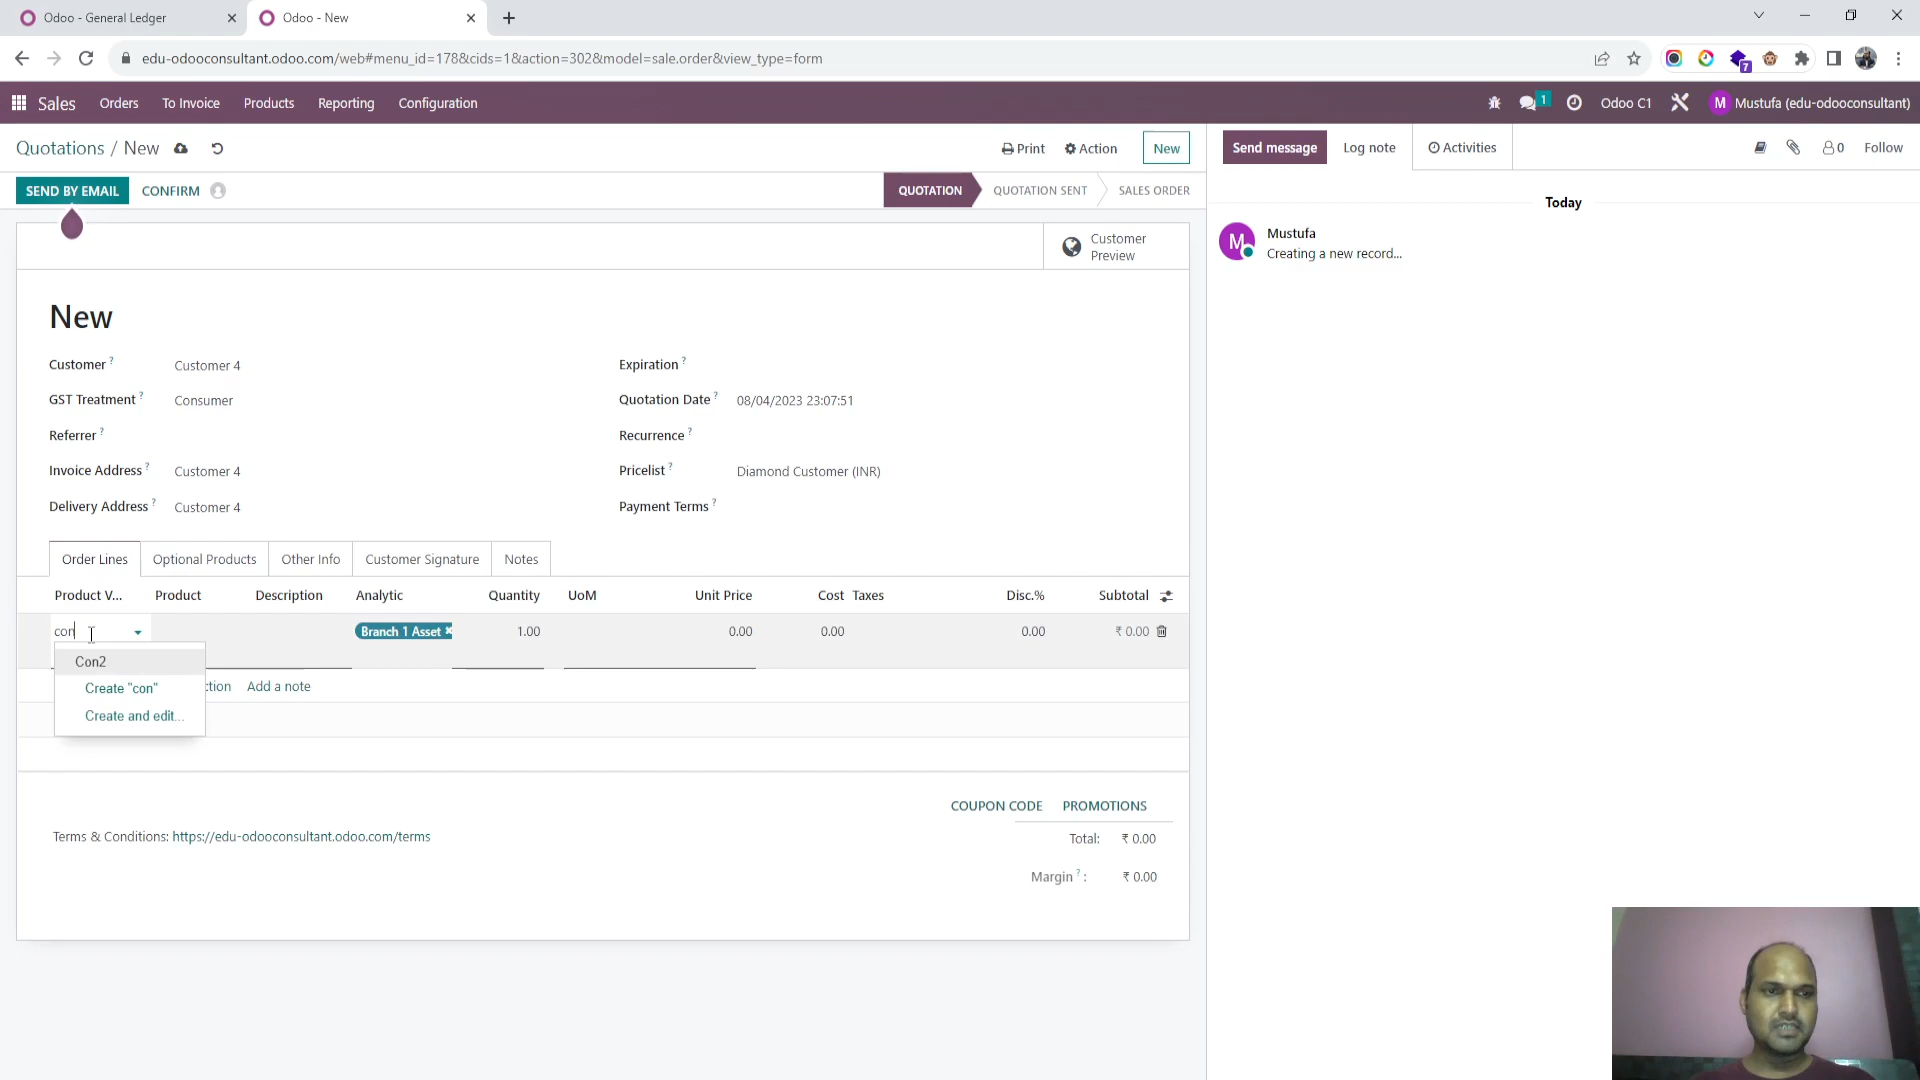 Odoo - General Ledger
Odoo - New
edu-odooconsultant.odoo.com/web#menu_id=178&cids=1&action=302&model=sale.order&view_type=form
7
Sales Orders To Invoice Products Reporting Configuration
1 Odoo C1 M Mustufa (edu-odooconsultant)
Quotations / New
Print Action New
Send message Log note Activities 0 Follow
SEND BY EMAIL CONFIRM
QUOTATION QUOTATION SENT SALES ORDER
Today
Customer
Preview
M Mustufa
Creating a new record...
New
Customer ? Customer 4
Expiration ?
GST Treatment ? Consumer
Quotation Date ? 08/04/2023 23:07:51
Referrer ?
Recurrence ?
Invoice Address ? Customer 4
Pricelist ? Diamond Customer (INR)
Delivery Address ? Customer 4
Payment Terms ?
Order Lines Optional Products Other Info Customer Signature Notes
Product V... Product Description Analytic Quantity UoM Unit Price Cost Taxes Disc.% Subtotal
con Branch 1 Asset 1.00 0.00 0.00 0.00 ₹ 0.00
Con2
Create "con"
Create and edit...
ction Add a note
COUPON CODE PROMOTIONS
Terms & Conditions: https://edu-odooconsultant.odoo.com/terms
Total: ₹ 0.00
Margin ? : ₹ 0.00